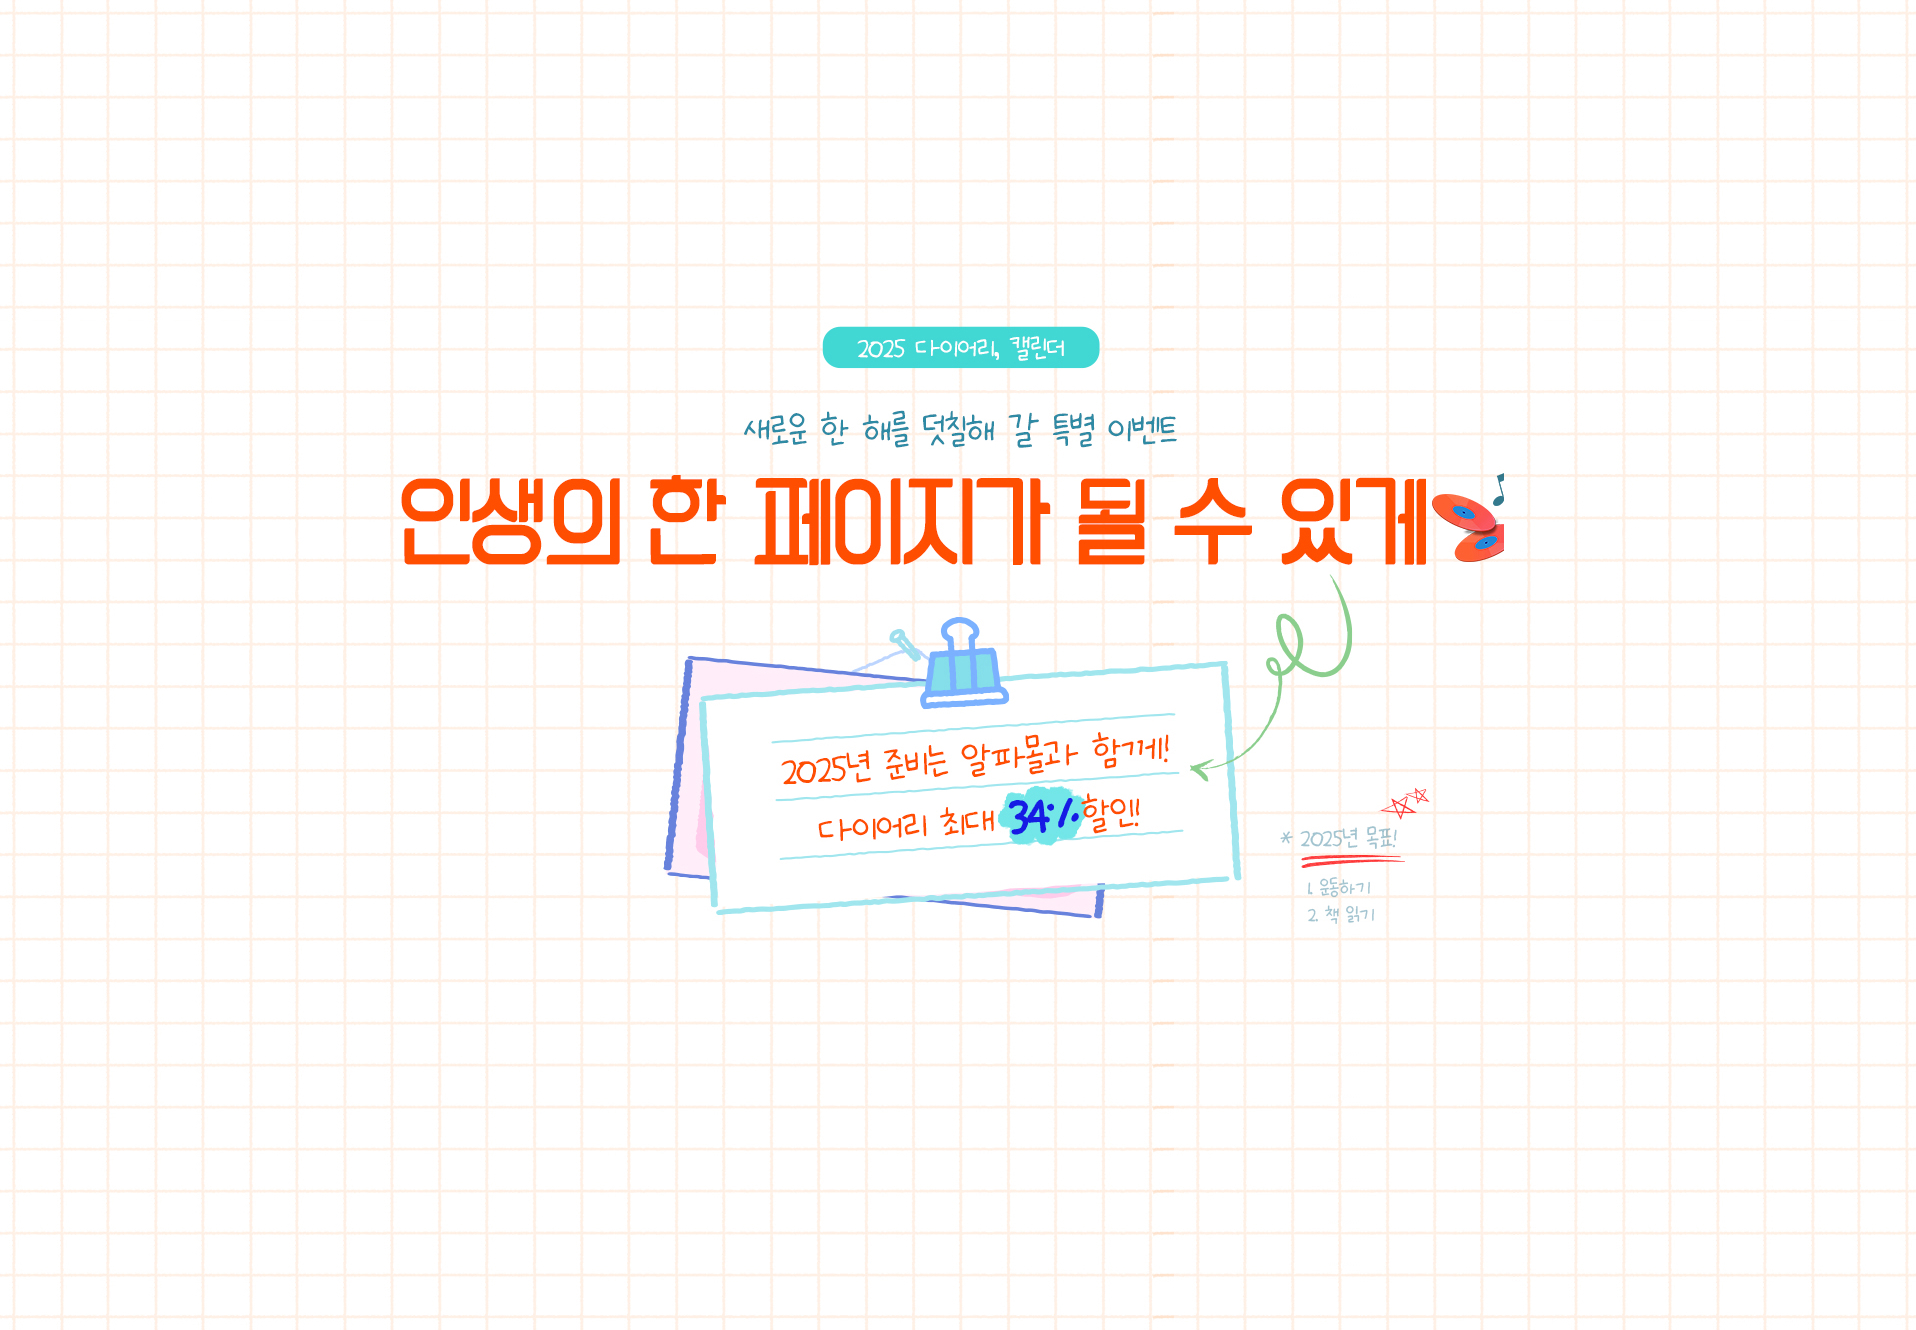 2025 다이어리, 캘린더
새로운 한 해를 덧칠해 갈 특별 이벤트
인생의 한 페이지가 될 수 있게
2025년 준비는 알파몰과 함께!
다이어리 최대 34% 할인!
* 2025년 목표!
1. 운동하기
2. 책 읽기